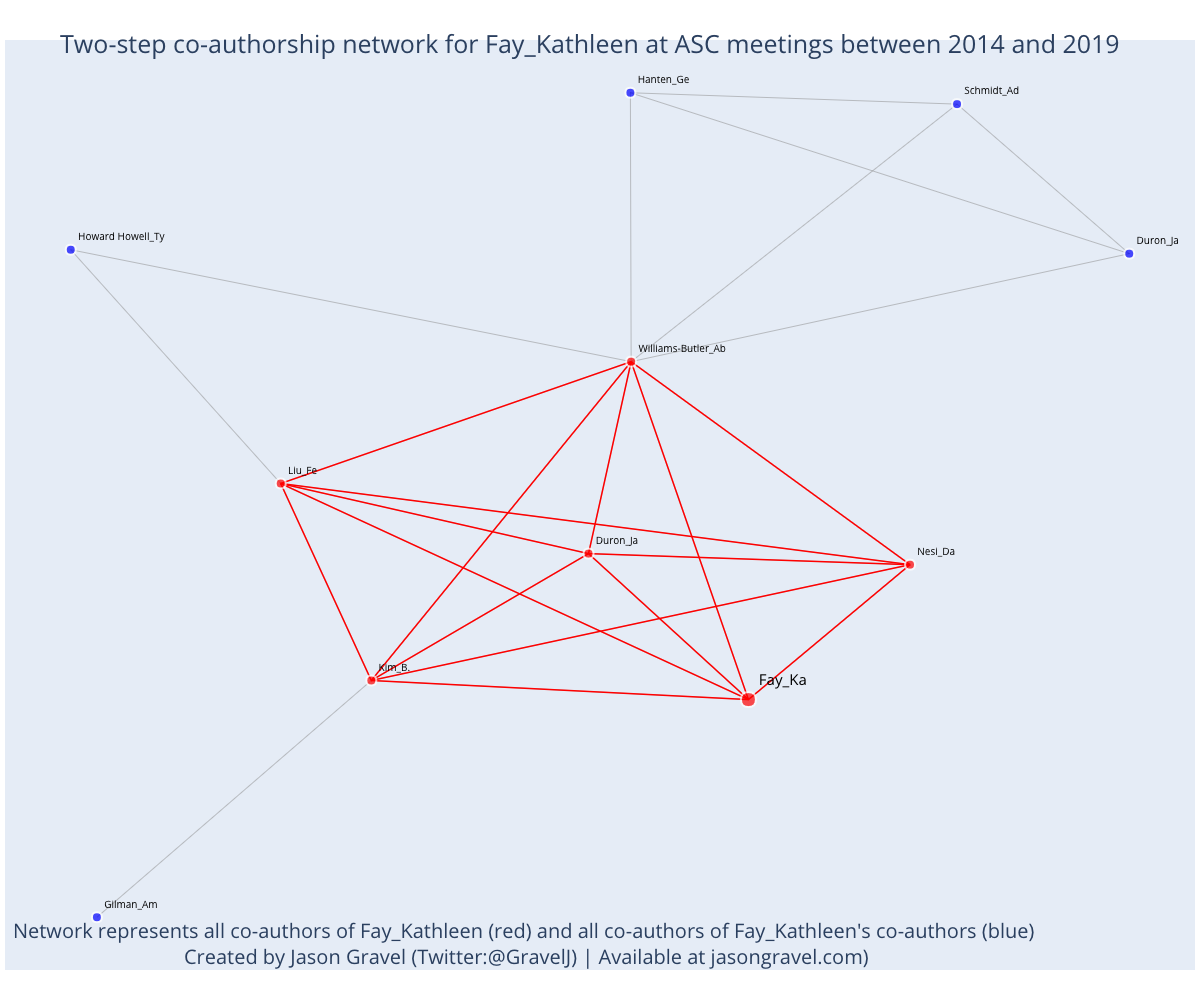 Two-step co-authorship network for Fay_Kathleen at ASC meetings between 2014 and 2019
Hanten_Ge
Schmidt_Ad
Howard Howell_Ty
Duron_Ja
Williams-Butler_Ab
Liu_Fe
Duron_Ja
Nesi_Da
Kim_B.
Fay_Ka
Gilman_Am
Network represents all co-authors of Fay_Kathleen (red) and all co-authors of Fay_Kathleen's co-authors (blue)
Created by Jason Gravel (Twitter:@GravelJ) | Available at jasongravel.com)